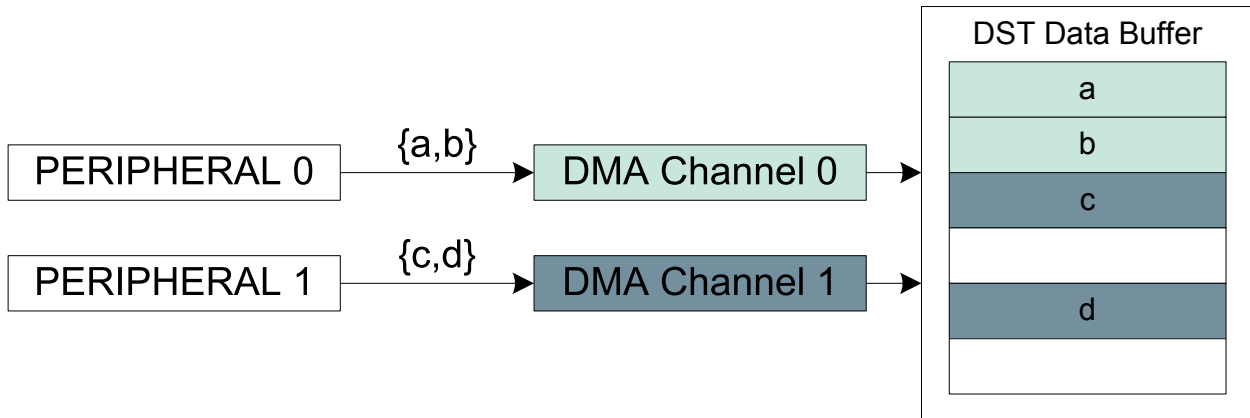 DST Data Buffer
a
b
c
d
{a,b}
PERIPHERAL 0
DMA Channel 0
{c,d}
PERIPHERAL 1
DMA Channel 1